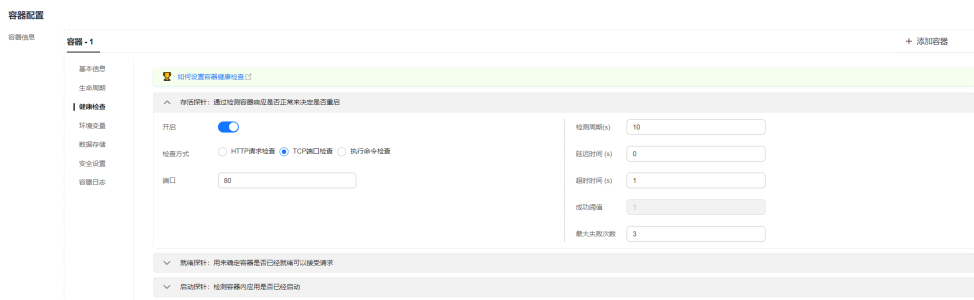 容器配置
容器信息
容器 - 1
+ 添加容器
基本信息
生命周期
健康检查
环境变量
数据存储
安全设置
容器日志
如何设置容器健康检查
存活探针：通过检测容器响应是否正常来决定是否重启
开启
检查方式
HTTP请求检查
TCP端口检查
执行命令检查
端口
80
检测周期(s)
10
延迟时间 (s)
0
超时时间 (s)
1
成功阈值
1
最大失败次数
3
就绪探针：用来确定容器是否已经就绪可以接受请求
启动探针：检测容器内应用是否已经启动